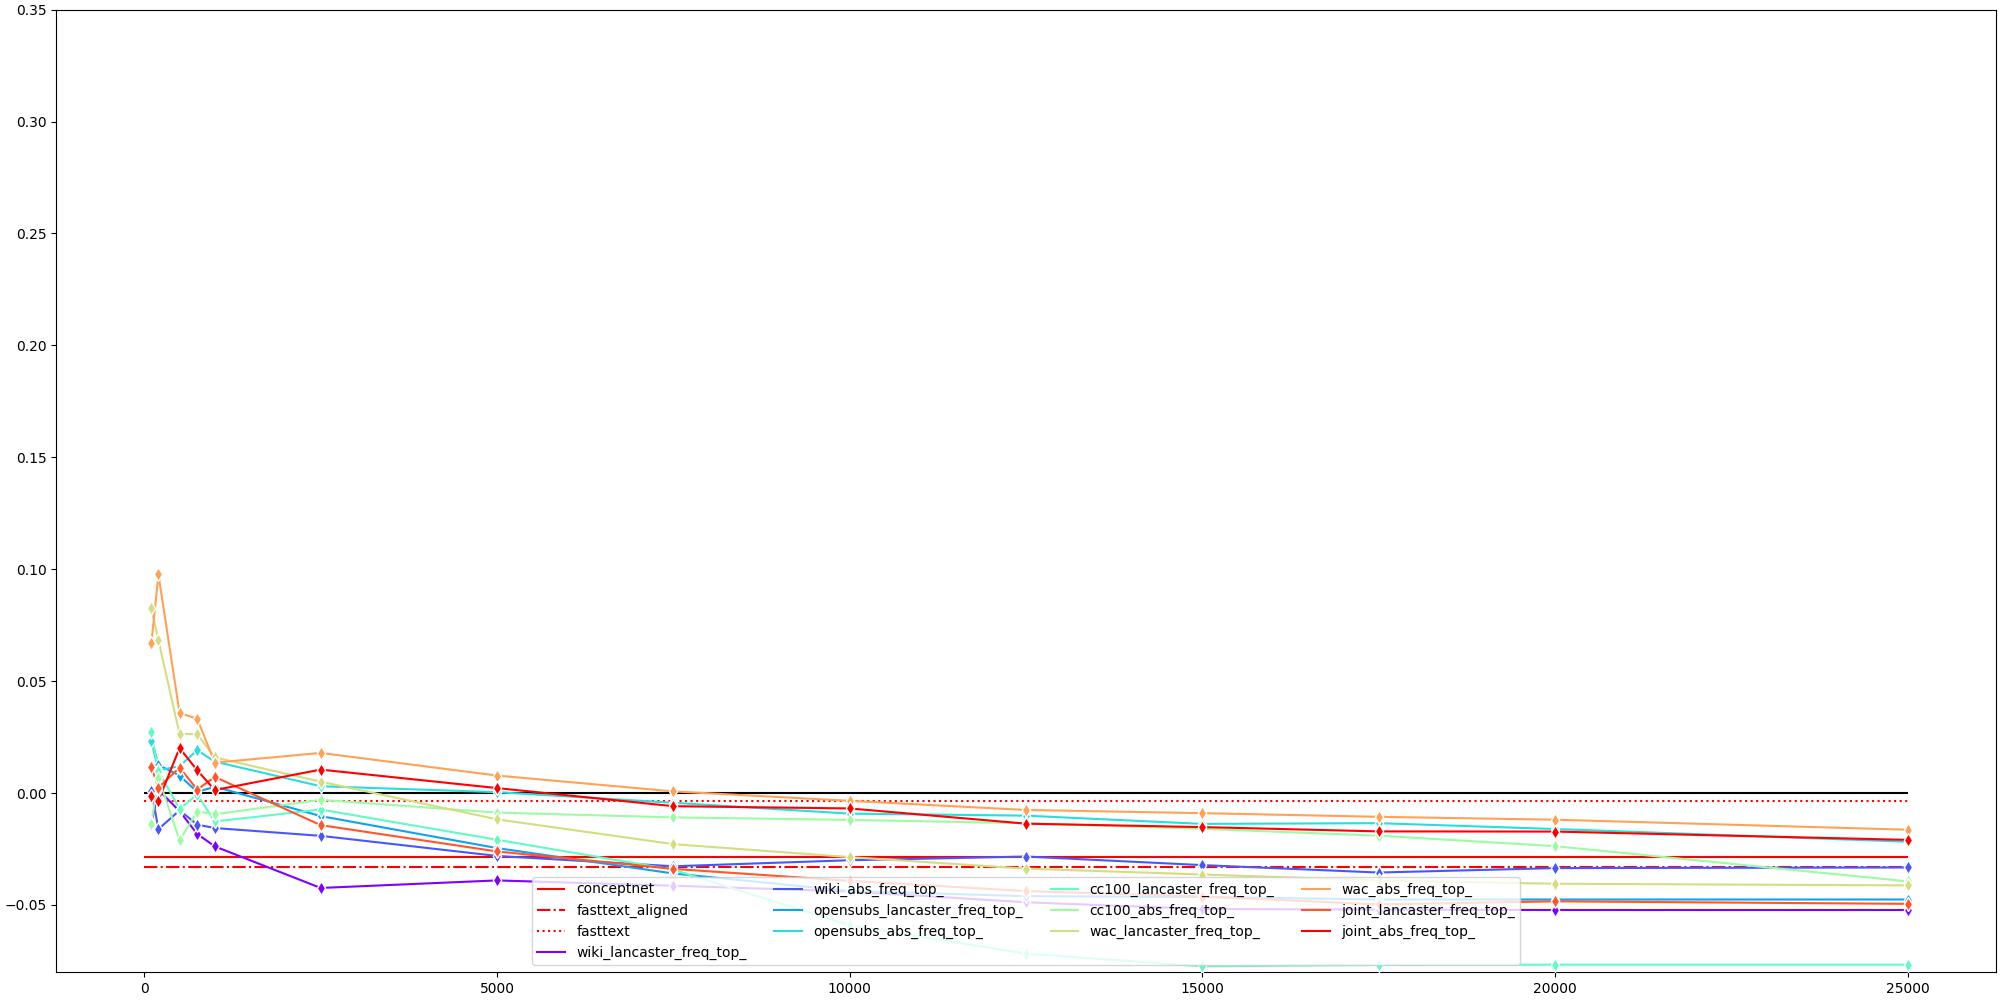 0.35
0.30
0.25
0.20
0.15
0.10
0.05
0.00
−0.05
conceptnet
fasttext_aligned
fasttext
wiki_lancaster_freq_top_
wiki_abs_freq_top_
opensubs_lancaster_freq_top_
opensubs_abs_freq_top_
cc100_lancaster_freq_top_
cc100_abs_freq_top_
wac_lancaster_freq_top_
wac_abs_freq_top_
joint_lancaster_freq_top_
joint_abs_freq_top_
0 5000 10000 15000 20000 25000